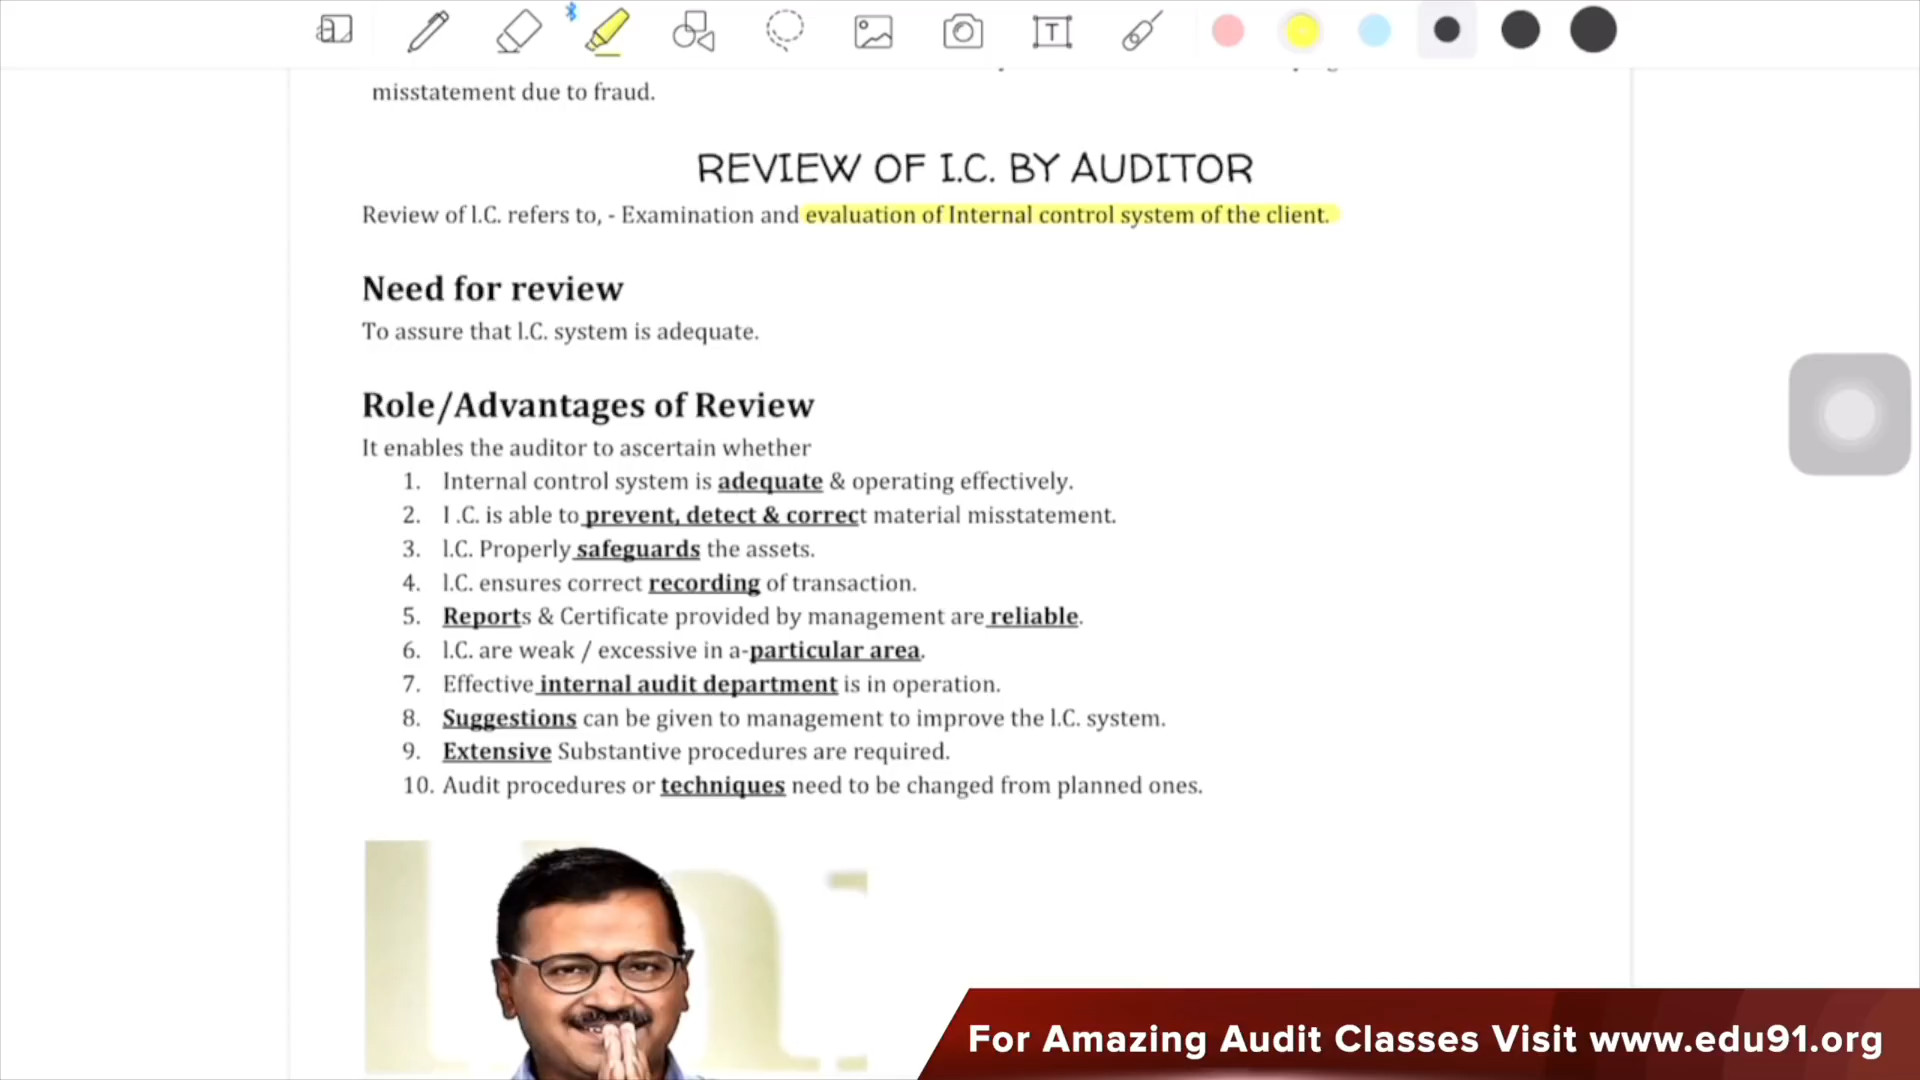 misstatement due to fraud.
REVIEW OF I.C. BY AUDITOR
Review of I.C. refers to, - Examination and evaluation of Internal control system of the client.
Need for review
To assure that I.C. system is adequate.
Role/Advantages of Review
It enables the auditor to ascertain whether
1. Internal control system is adequate & operating effectively.
2. I .C. is able to prevent, detect & correct material misstatement.
3. I.C. Properly safeguards the assets.
4. I.C. ensures correct recording of transaction.
5. Reports & Certificate provided by management are reliable.
6. I.C. are weak / excessive in a-particular area.
7. Effective internal audit department is in operation.
8. Suggestions can be given to management to improve the I.C. system.
9. Extensive Substantive procedures are required.
10. Audit procedures or techniques need to be changed from planned ones.
For Amazing Audit Classes Visit www.edu91.org